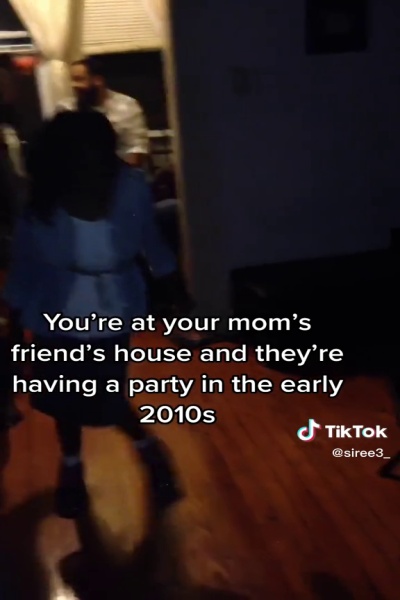 You're at your mom's
friend's house and they're
having a party in the early
2010s
TikTok
@siree3_